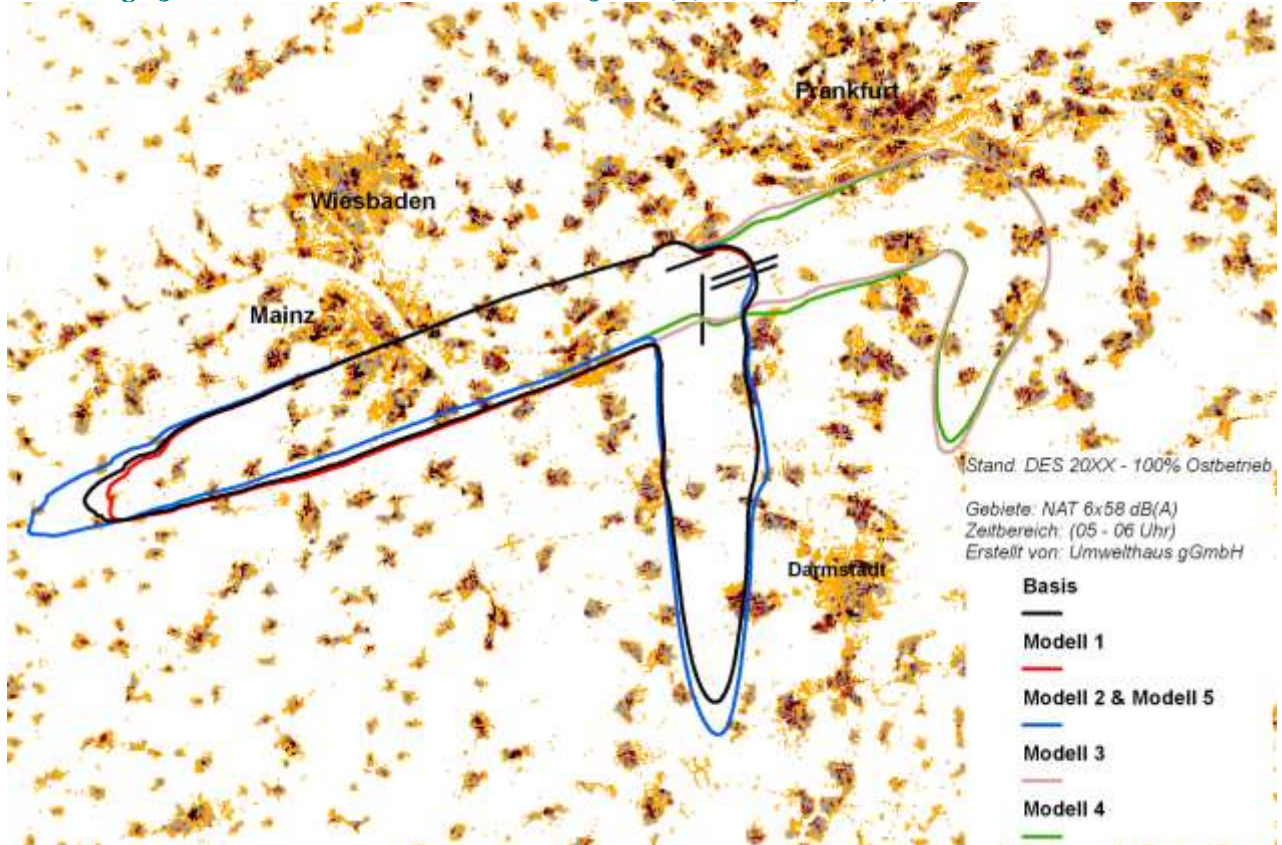 Frankfurt
Wiesbaden
Mainz
Stand: DES 20XX - 100% Ostbetrieb
Gebiete: NAT 6x58 dB(A)
Zeitbereich: (05 - 06 Uhr)
Erstellt von: Umwelthaus gGmbH
Darmstadt
Basis
Modell 1
Modell 2 & Modell 5
Modell 3
Modell 4